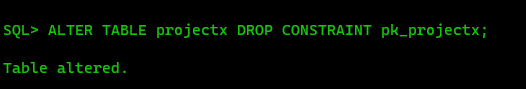 SQL> ALTER TABLE projectx DROP CONSTRAINT pk_projectx;
Table altered.